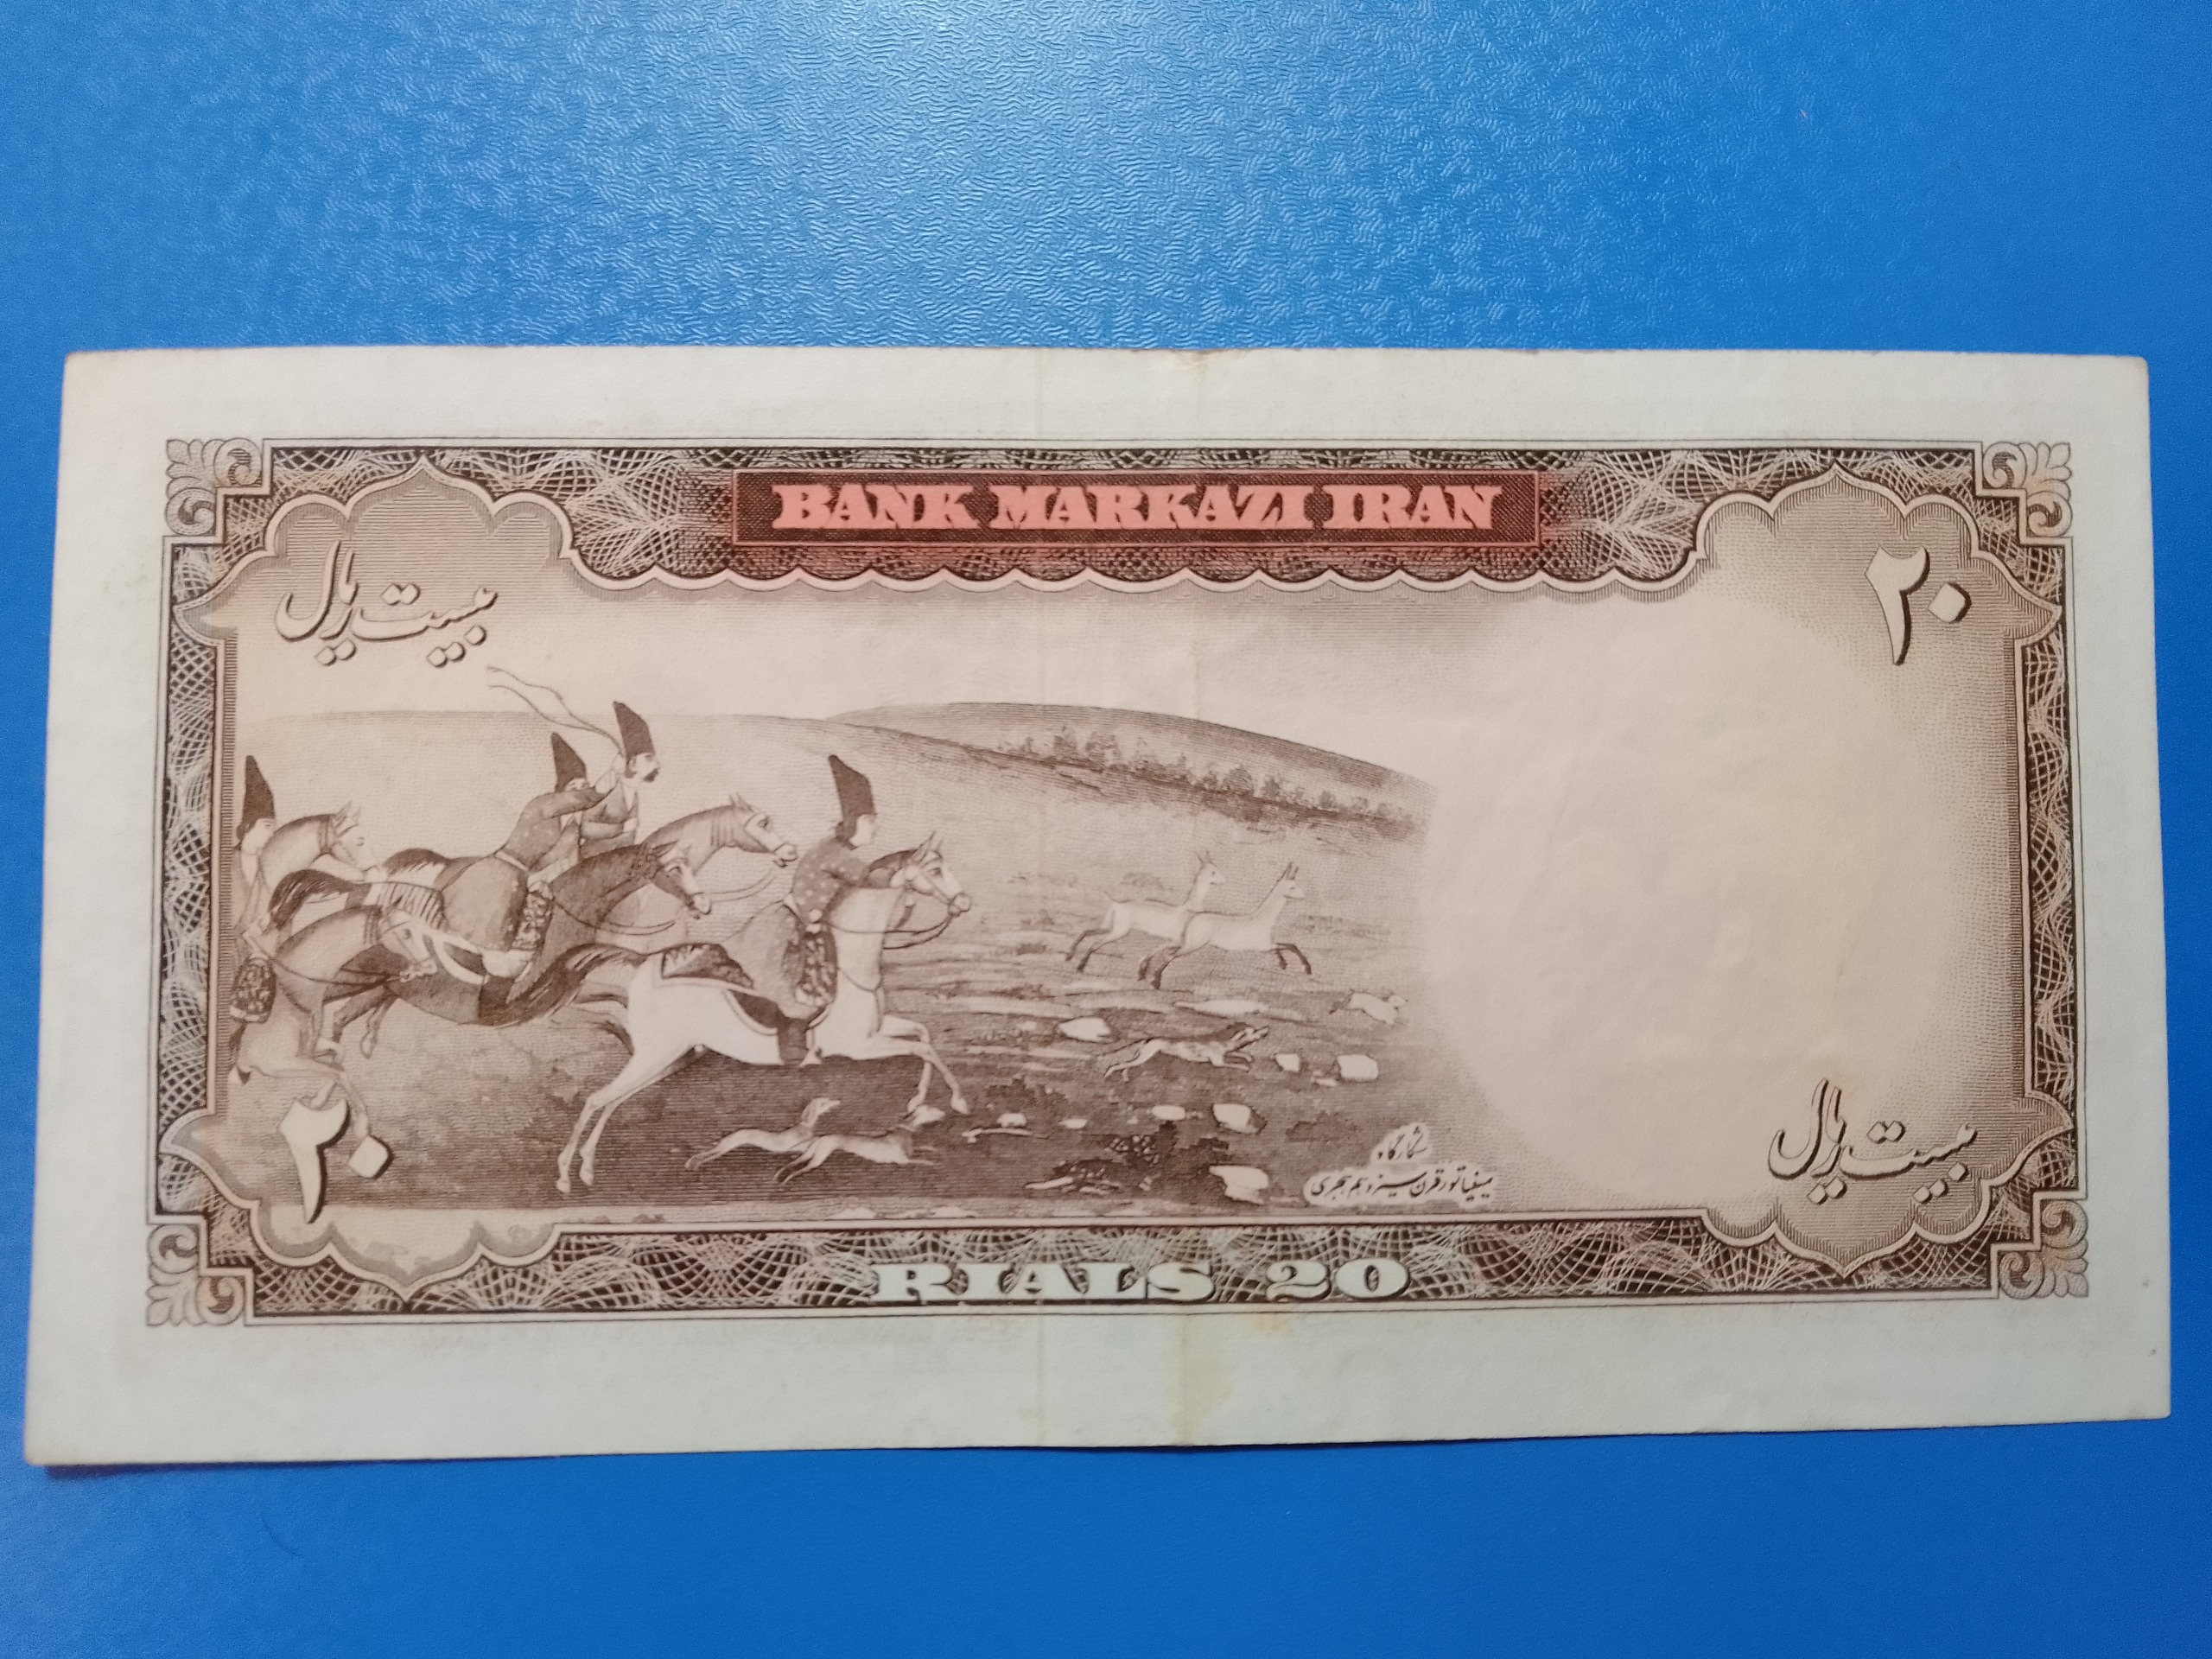 BANK MARKAZI IRAN
بیست ریال
۲۰
۲۰
شکارگاه
مینیاتور قرن سیزدهم هجری
بیست ریال
RIALS 20